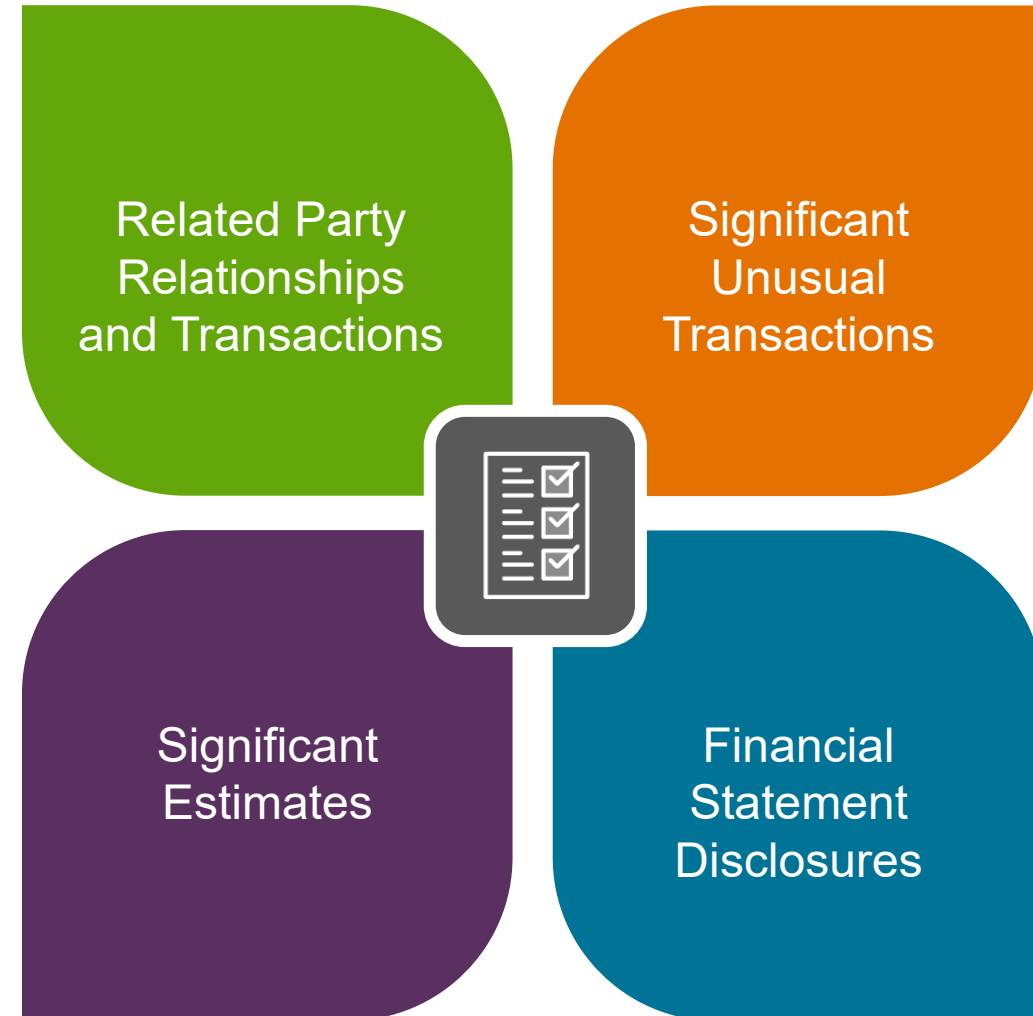 Related Party
Relationships
and Transactions
Significant
Unusual
Transactions
Significant
Estimates
Financial
Statement
Disclosures